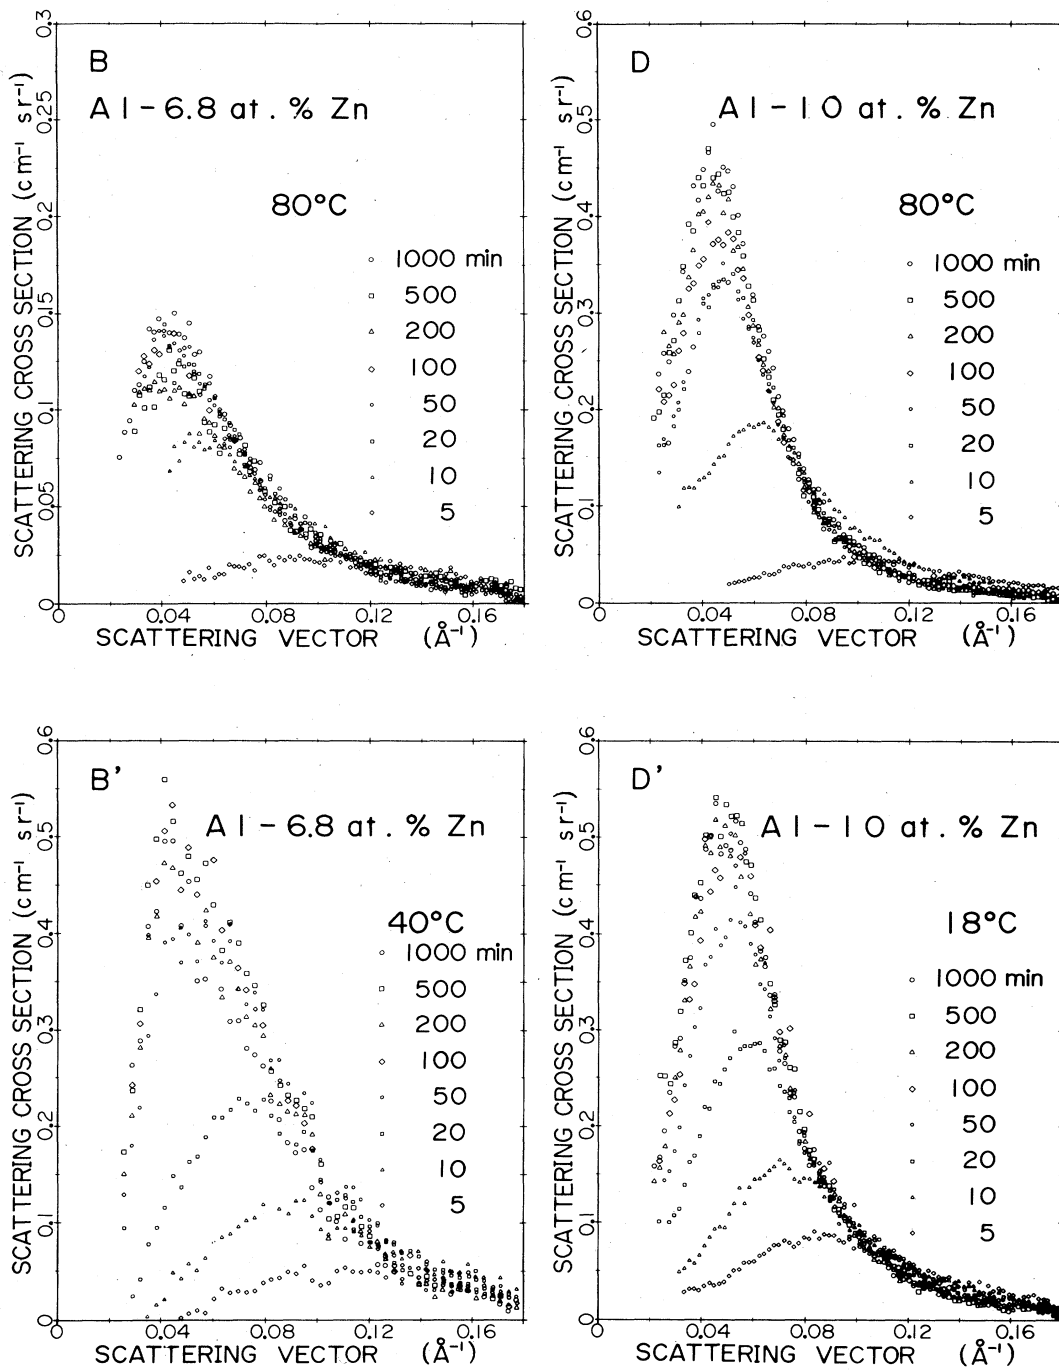 B
Al-6.8 at.% Zn
80°C
1000 min
500
200
100
50
20
10
5
0.3
0.25
0.2
0.15
0.1
0.05
0
SCATTERING CROSS SECTION (cm⁻¹ sr⁻¹)
0 0.04 0.08 0.12 0.16
SCATTERING VECTOR (Å⁻¹)
D
Al-10 at.% Zn
80°C
1000 min
500
200
100
50
20
10
5
0.6
0.5
0.4
0.3
0.2
0.1
0
SCATTERING CROSS SECTION (cm⁻¹ sr⁻¹)
0 0.04 0.08 0.12 0.16
SCATTERING VECTOR (Å⁻¹)
B'
Al-6.8 at.% Zn
40°C
1000 min
500
200
100
50
20
10
5
0.6
0.5
0.4
0.3
0.2
0.1
0
SCATTERING CROSS SECTION (cm⁻¹ sr⁻¹)
0 0.04 0.08 0.12 0.16
SCATTERING VECTOR (Å⁻¹)
D'
Al-10 at.% Zn
18°C
1000 min
500
200
100
50
20
10
5
0.6
0.5
0.4
0.3
0.2
0.1
0
SCATTERING CROSS SECTION (cm⁻¹ sr⁻¹)
0 0.04 0.08 0.12 0.16
SCATTERING VECTOR (Å⁻¹)